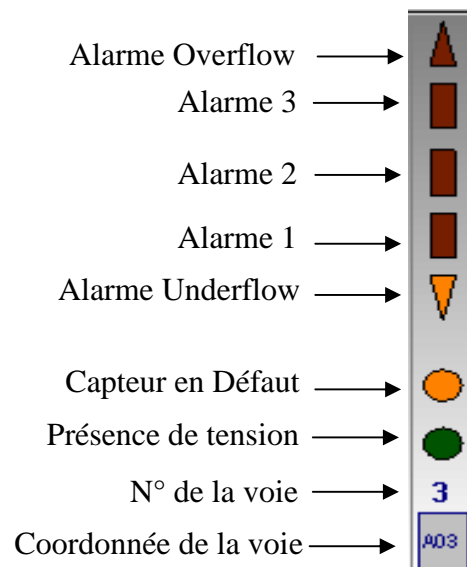 Alarme Overflow
Alarme 3
Alarme 2
Alarme 1
Alarme Underflow
Capteur en Défaut
Présence de tension
N° de la voie 3
Coordonnée de la voie A03